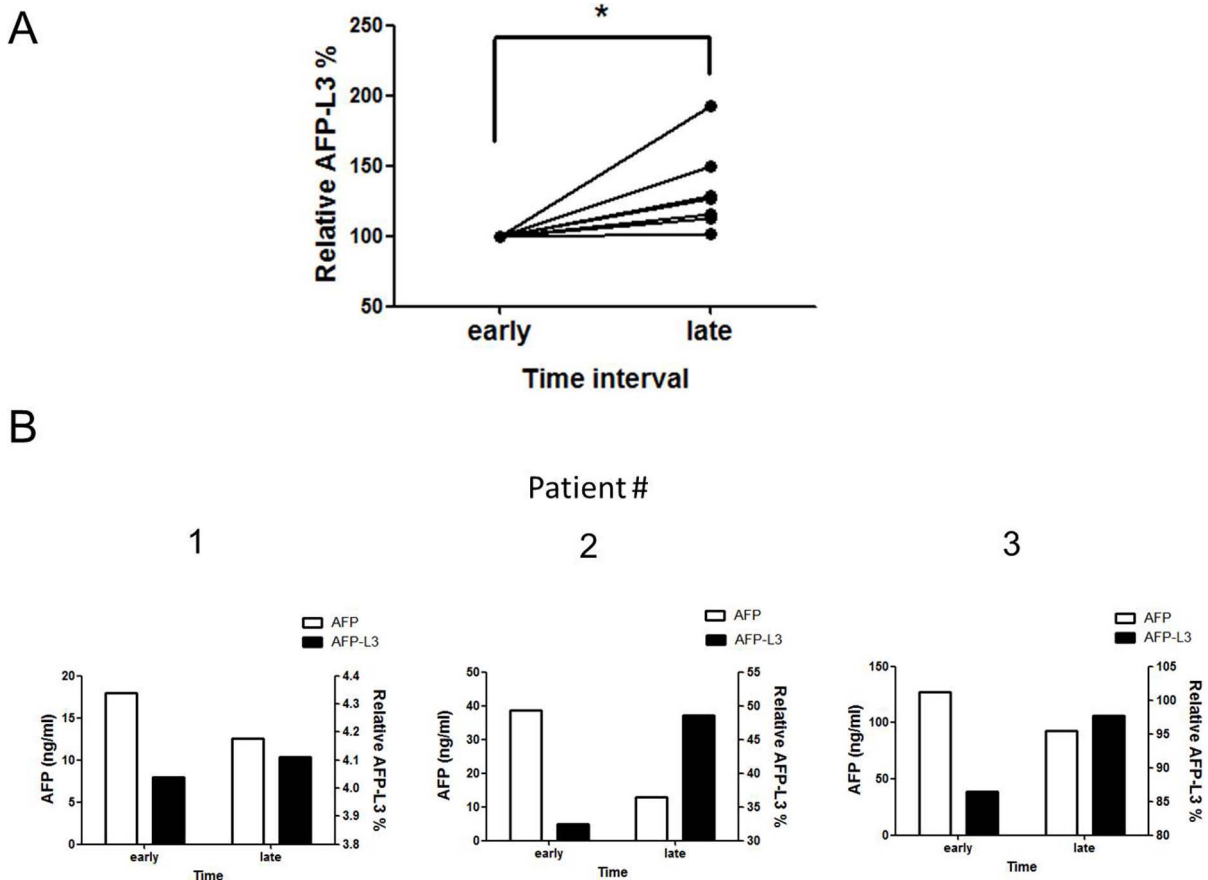 A
*
Relative AFP-L3 %
250
200
150
100
50
early
late
Time interval
B
Patient #
1
2
3
AFP
AFP-L3
AFP (ng/ml)
20
15
10
5
0
4.4
4.3
4.2
4.1
4.0
3.9
3.8
Relative AFP-L3 %
early
late
Time
AFP
AFP-L3
AFP (ng/ml)
50
40
30
20
10
0
55
50
45
40
35
30
Relative AFP-L3 %
early
late
Time
AFP
AFP-L3
AFP (ng/ml)
150
100
50
0
105
100
95
90
85
80
Relative AFP-L3 %
early
late
Time